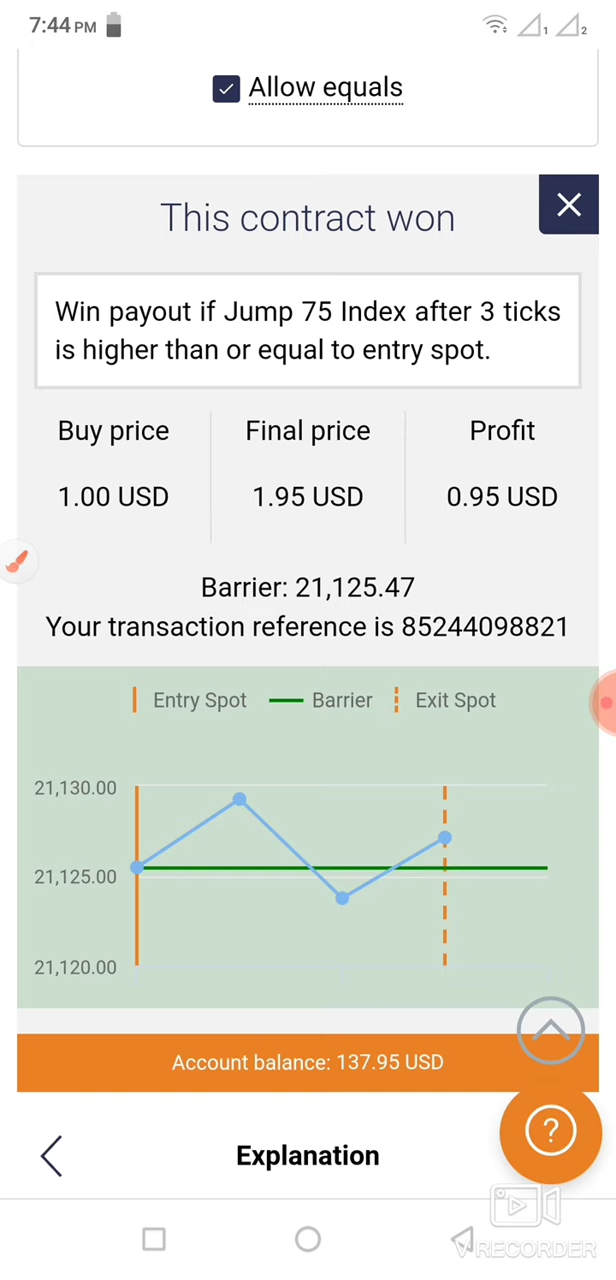 7:44 PM
1 2
Allow equals
This contract won
Win payout if Jump 75 Index after 3 ticks
is higher than or equal to entry spot.
Buy price Final price Profit
1.00 USD 1.95 USD 0.95 USD
Barrier: 21,125.47
Your transaction reference is 85244098821
Entry Spot Barrier Exit Spot
21,130.00
21,125.00
21,120.00
Account balance: 137.95 USD
?
Explanation
VRECORDER